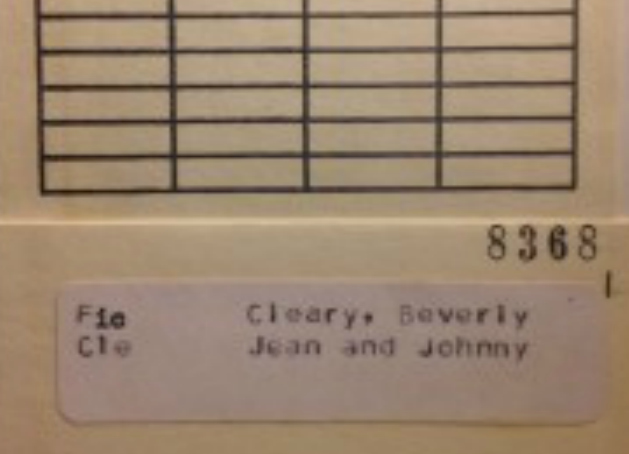 8368
Fic Cleary, Beverly
Cle Jean and Johnny